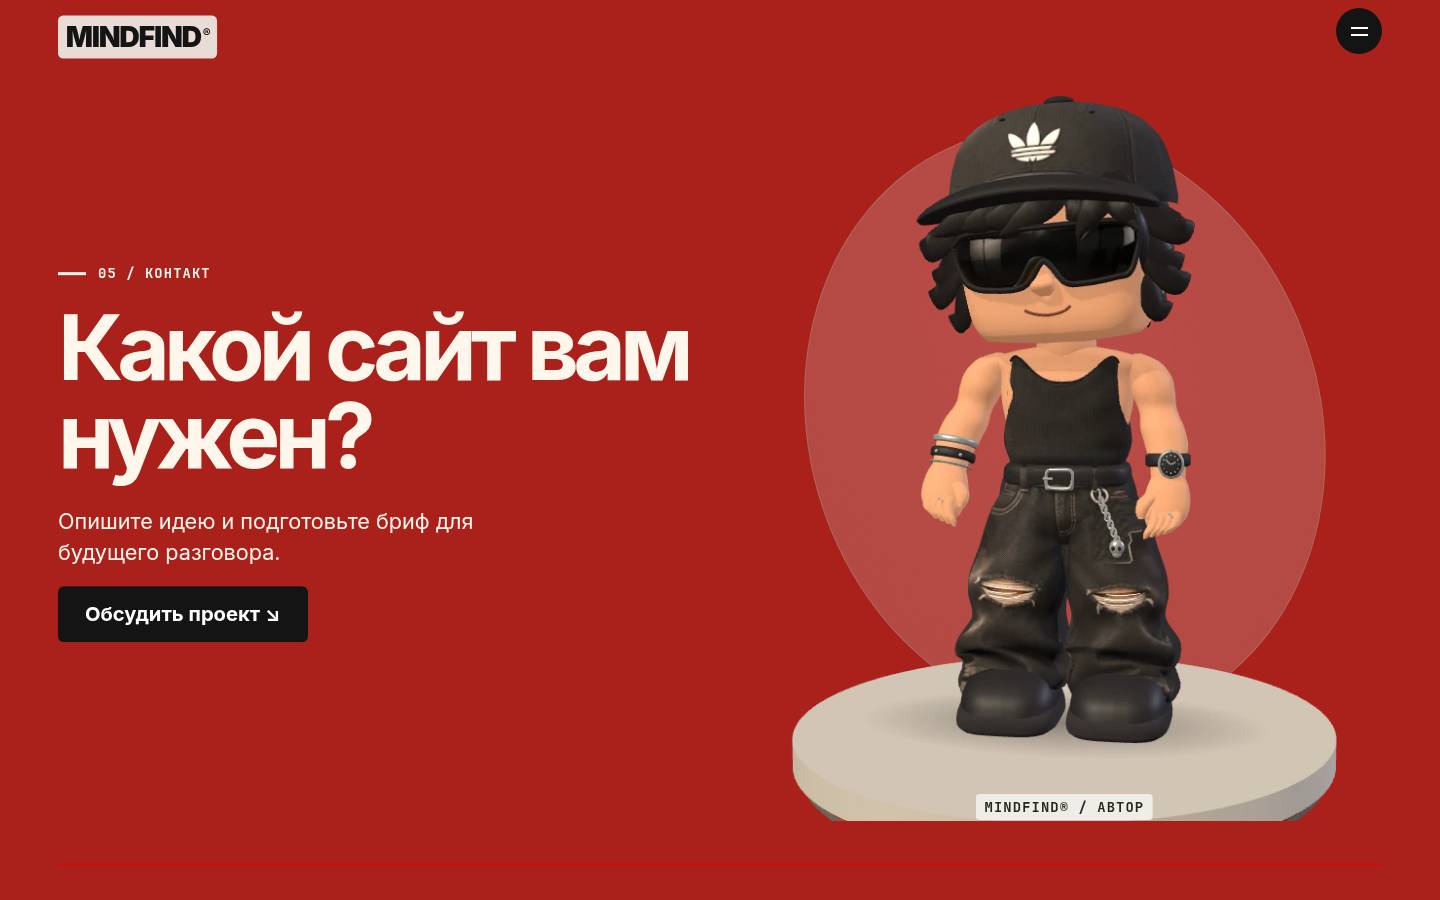 MINDFIND®
05 / КОНТАКТ
Какой сайт вам
нужен?
Опишите идею и подготовьте бриф для
будущего разговора.
Обсудить проект ↘
MINDFIND® / АВТОР